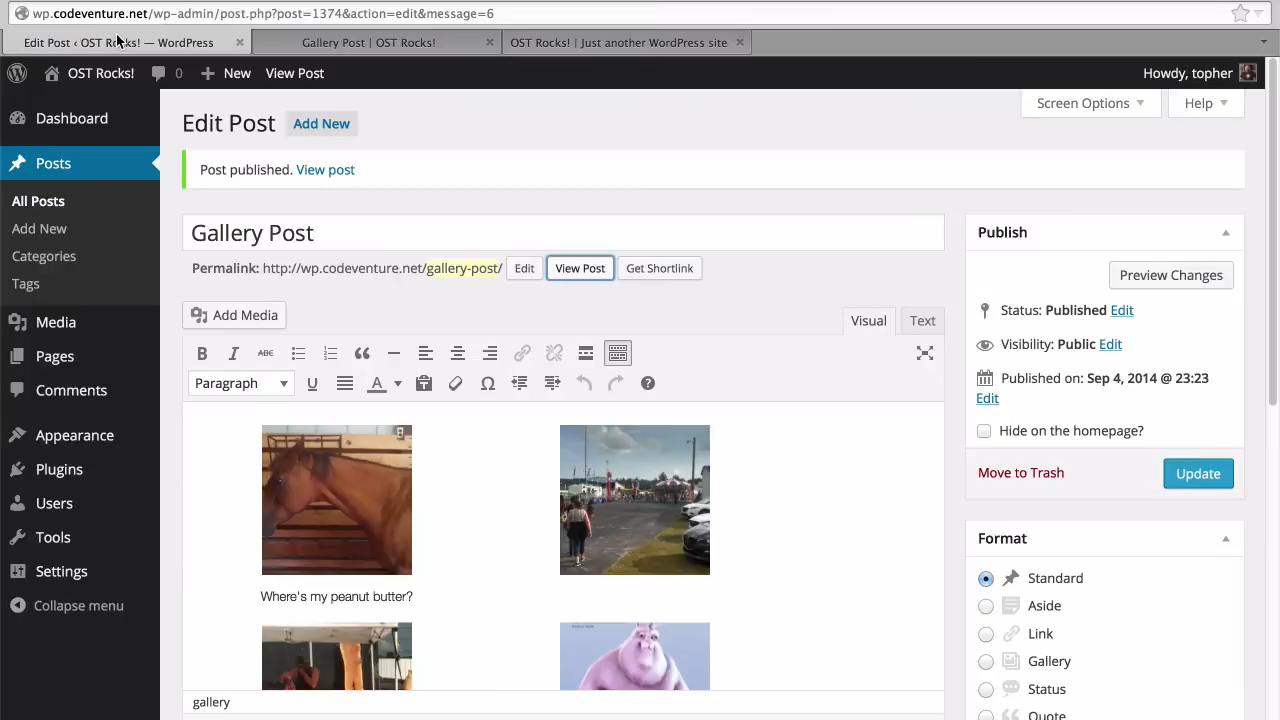 wp.codeventure.net/wp-admin/post.php?post=1374&action=edit&message=6
Edit Post ‹ OST Rocks! — WordPress
Gallery Post | OST Rocks!
OST Rocks! | Just another WordPress site
OST Rocks!
0
New
View Post
Howdy, topher
Dashboard
Posts
All Posts
Add New
Categories
Tags
Media
Pages
Comments
Appearance
Plugins
Users
Tools
Settings
Collapse menu
Screen Options
Help
Edit Post
Add New
Post published. View post
Gallery Post
Permalink: http://wp.codeventure.net/gallery-post/
Edit
View Post
Get Shortlink
Add Media
Visual
Text
B
I
ABC
Paragraph
U
A
Ω
Where's my peanut butter?
gallery
Publish
Preview Changes
Status: Published Edit
Visibility: Public Edit
Published on: Sep 4, 2014 @ 23:23
Edit
Hide on the homepage?
Move to Trash
Update
Format
Standard
Aside
Link
Gallery
Status
Quote